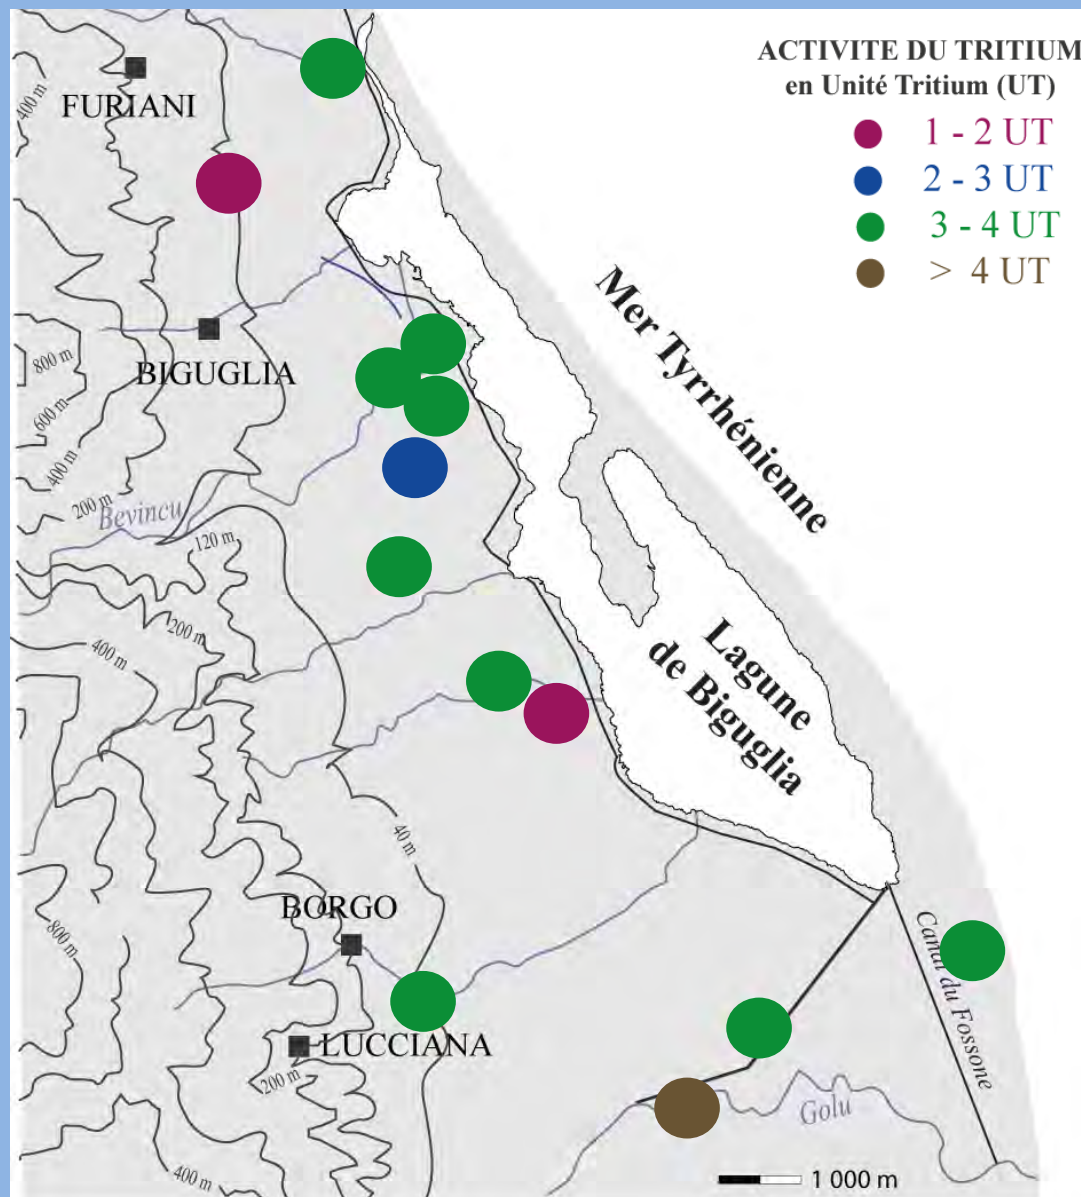 ACTIVITE DU TRITIUM
en Unité Tritium (UT)
1 - 2 UT
2 - 3 UT
3 - 4 UT
> 4 UT
FURIANI
400 m
BIGUGLIA
800 m
600 m
400 m
200 m
Bevincu
120 m
200 m
400 m
Mer Tyrrhénienne
Lagune
de Biguglia
40 m
BORGO
800 m
LUCCIANA
200 m
400 m
Canal du Fossone
Golu
1 000 m